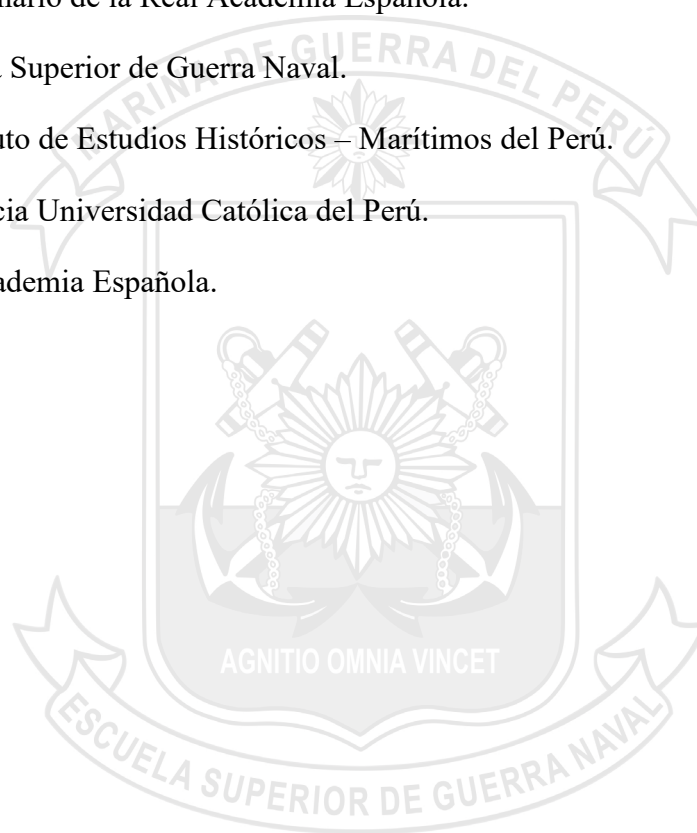 nario de la Real Academia Española.
Superior de Guerra Naval.
uto de Estudios Históricos – Marítimos del Perú.
cia Universidad Católica del Perú.
ademia Española.
MARINA DE GUERRA DEL PERÚ
AGNITIO OMNIA VINCET
ESCUELA SUPERIOR DE GUERRA NAVAL